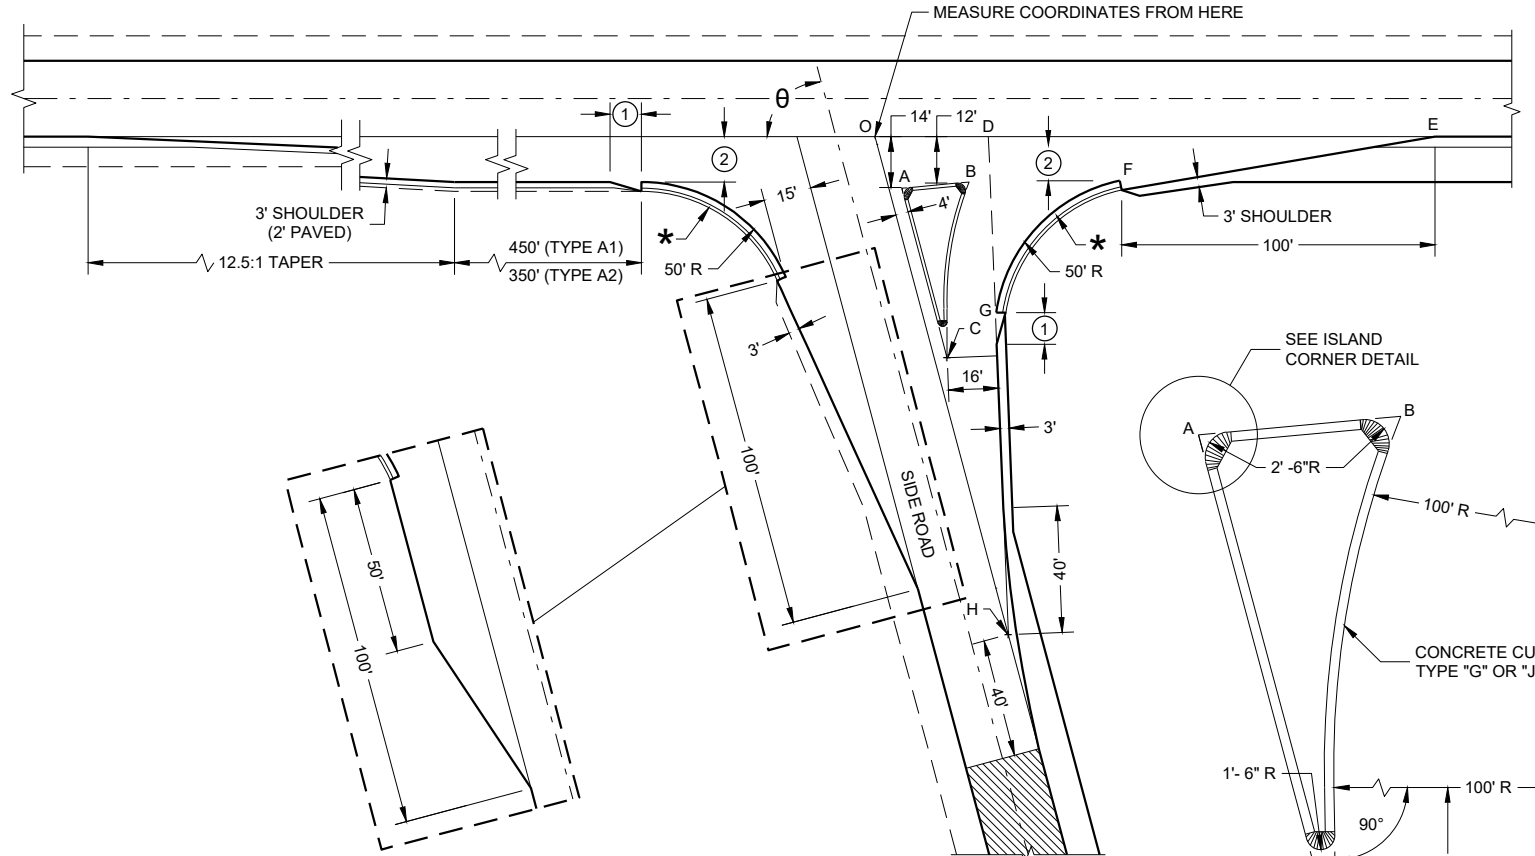 MEASURE COORDINATES FROM HERE
θ
1
O
14'
12'
D
E
2
2
A
B
F
15'
4'
3' SHOULDER
(2' PAVED)
*
*
3' SHOULDER
12.5:1 TAPER
450' (TYPE A1)
350' (TYPE A2)
50' R
50' R
100'
G
1
C
3'
16'
SEE ISLAND
CORNER DETAIL
3'
A
B
100'
SIDE ROAD
2' -6"R
100' R
50'
40'
H
100'
40'
CONCRETE CU
TYPE "G" OR "J
1'- 6" R
100' R
90°